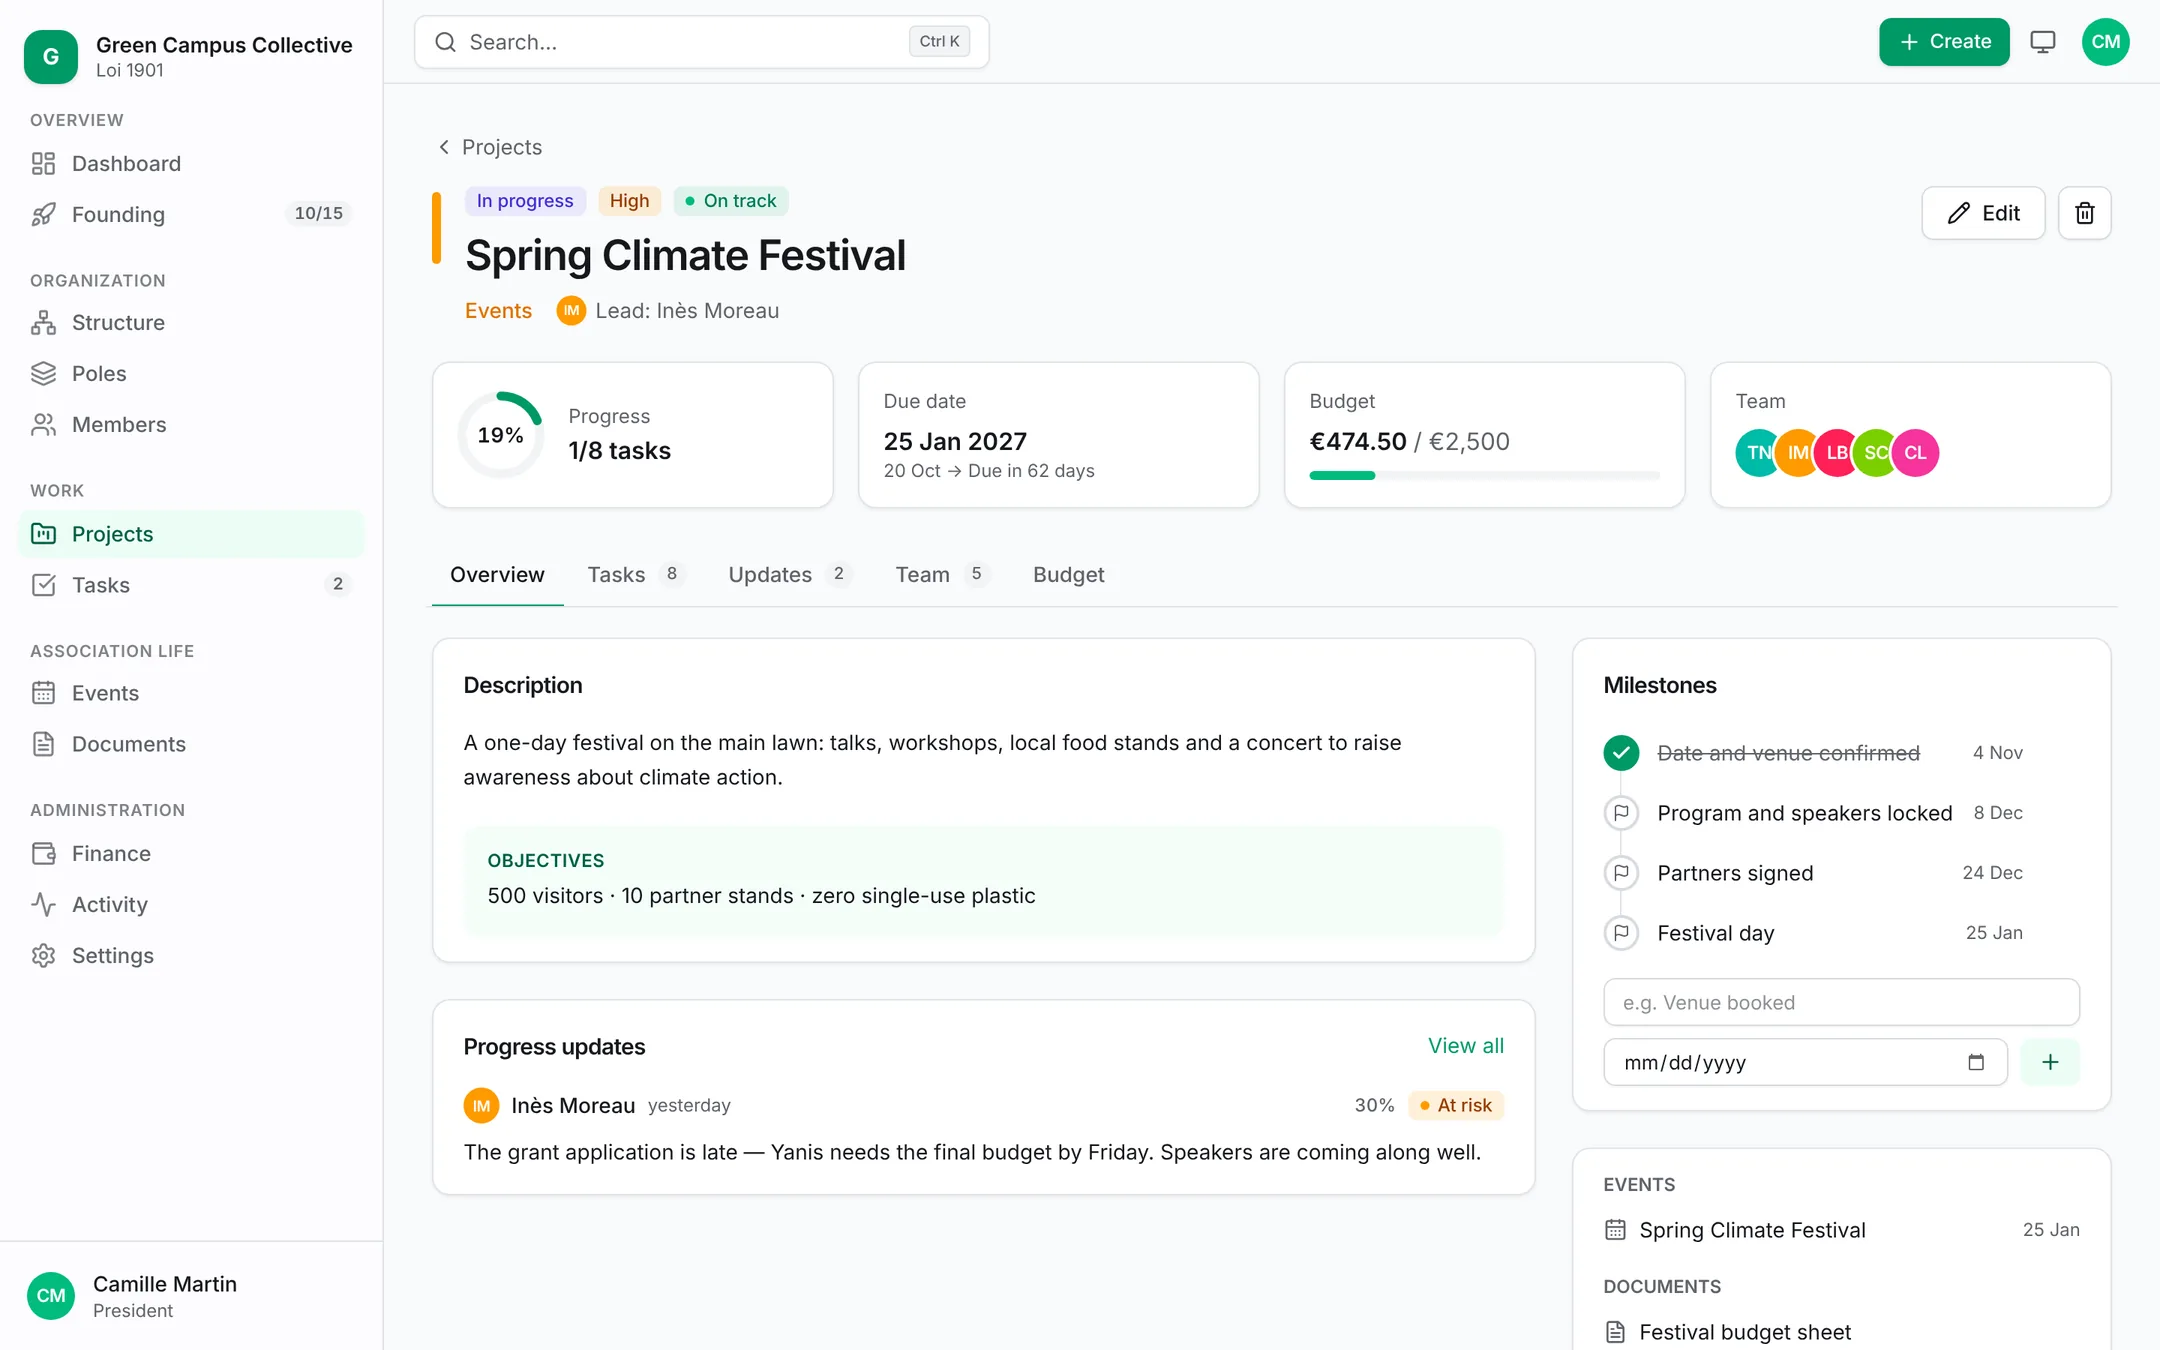 G
Green Campus Collective
Loi 1901
OVERVIEW
Dashboard
Founding 10/15
ORGANIZATION
Structure
Poles
Members
WORK
Projects
Tasks 2
ASSOCIATION LIFE
Events
Documents
ADMINISTRATION
Finance
Activity
Settings
CM
Camille Martin
President
Search... Ctrl K
+ Create
CM
Projects
In progress High On track
Spring Climate Festival
Events IM Lead: Inès Moreau
Edit
19%
Progress
1/8 tasks
Due date
25 Jan 2027
20 Oct → Due in 62 days
Budget
€474.50 / €2,500
Team
TN IM LB SC CL
Overview Tasks 8 Updates 2 Team 5 Budget
Description
A one-day festival on the main lawn: talks, workshops, local food stands and a concert to raise
awareness about climate action.
OBJECTIVES
500 visitors · 10 partner stands · zero single-use plastic
Progress updates View all
IM Inès Moreau yesterday 30% At risk
The grant application is late — Yanis needs the final budget by Friday. Speakers are coming along well.
Milestones
Date and venue confirmed 4 Nov
Program and speakers locked 8 Dec
Partners signed 24 Dec
Festival day 25 Jan
e.g. Venue booked
mm/dd/yyyy +
EVENTS
Spring Climate Festival 25 Jan
DOCUMENTS
Festival budget sheet